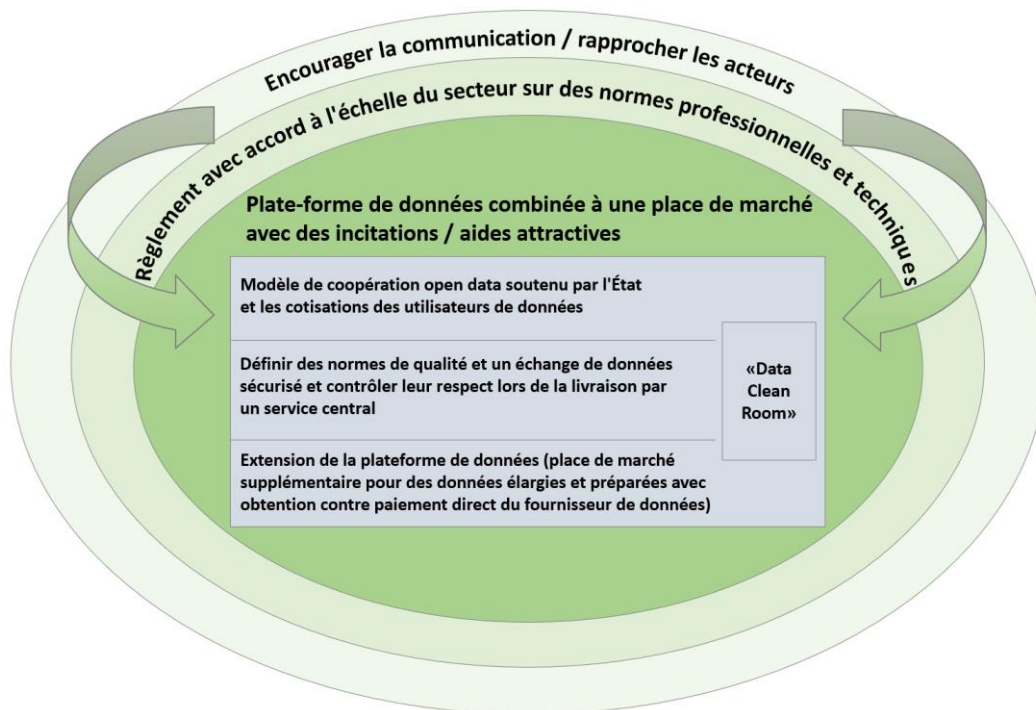 Encourager la communication / rapprocher les acteurs
Règlement avec accord à l'échelle du secteur sur des normes professionnelles et techniques
Plate-forme de données combinée à une place de marché
avec des incitations / aides attractives
Modèle de coopération open data soutenu par l'État
et les cotisations des utilisateurs de données
Définir des normes de qualité et un échange de données
sécurisé et contrôler leur respect lors de la livraison par
un service central
«Data
Clean
Room»
Extension de la plateforme de données (place de marché
supplémentaire pour des données élargies et préparées avec
obtention contre paiement direct du fournisseur de données)